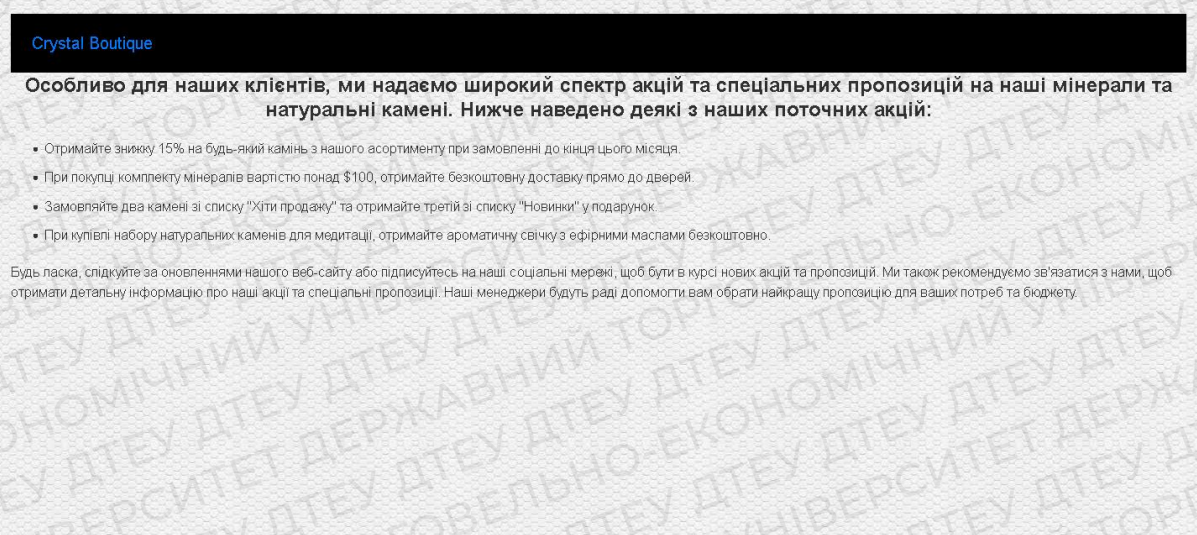 Crystal Boutique
Особливо для наших клієнтів, ми надаємо широкий спектр акцій та спеціальних пропозицій на наші мінерали та
натуральні камені. Нижче наведено деякі з наших поточних акцій:
• Отримайте знижку 15% на будь-який камінь з нашого асортименту при замовленні до кінця цього місяця.
• При покупці комплекту мінералів вартістю понад $100, отримайте безкоштовну доставку прямо до дверей.
• Замовляйте два камені зі списку "Хіти продажу" та отримайте третій зі списку "Новинки" у подарунок.
• При купівлі набору натуральних каменів для медитації, отримайте ароматичну свічку з ефірними маслами безкоштовно.
Будь ласка, слідкуйте за оновленнями нашого веб-сайту або підписуйтесь на наші соціальні мережі, щоб бути в курсі нових акцій та пропозицій. Ми також рекомендуємо зв'язатися з нами, щоб
отримати детальну інформацію про наші акції та спеціальні пропозиції. Наші менеджери будуть раді допомогти вам обрати найкращу пропозицію для ваших потреб та бюджету.